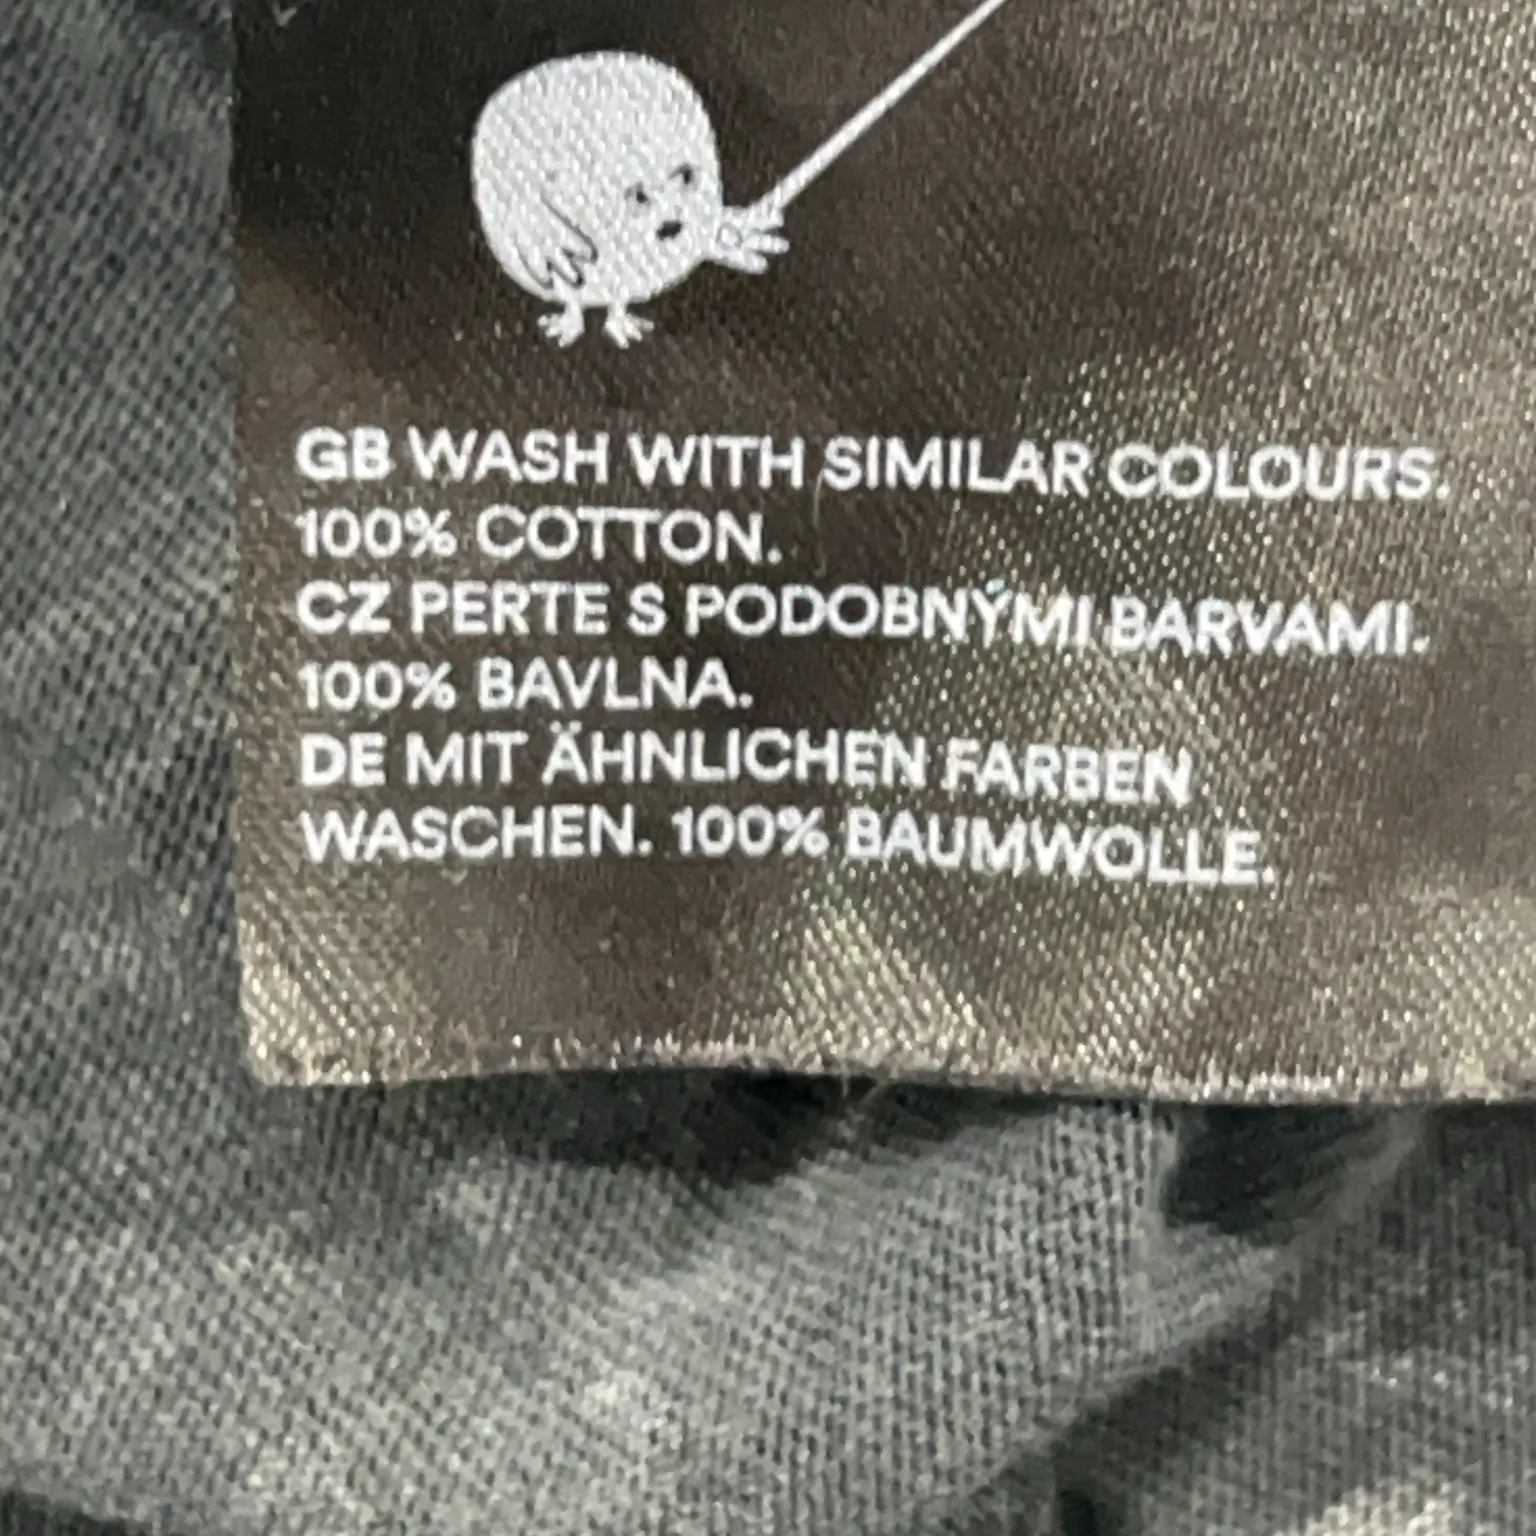 GB WASH WITH SIMILAR COLOURS.
100% COTTON.
CZ PERTE S PODOBNÝMI BARVAMI.
100% BAVLNA.
DE MIT ÄHNLICHEN FARBEN
WASCHEN. 100% BAUMWOLLE.